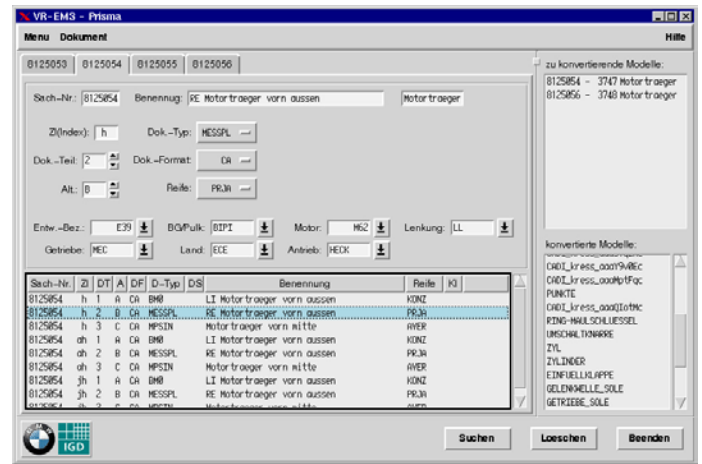 VR-EMS - Prisma
Menu Dokument Hilfe
8125053 8125054 8125055 8125056
zu konvertierende Modelle:
8125054 - 3747 Motortraeger
8125056 - 3748 Motortraeger
Sach-Nr.: 8125054 Benennug: RE Motortraeger vorn aussen Motortraeger
ZI(Index): h Dok.-Typ: MESSPL
Dok.-Teil: 2 Dok.-Format: CA
Alt.: B Reife: PRJA
Entw.-Bez.: E39 BG/Pulk: BIPI Motor: M62 Lenkung: LL
Getriebe: MEC Land: ECE Antrieb: HECK
konvertierte Modelle:
CADI_kress_aaaY9v0Ec
CADI_kress_aaaMptFqc
PUNKTE
CADI_kress_aaaQIotMc
RING-MAULSCHLUESSEL
UMSCHALTKNARRE
ZYL
ZYLINDER
EINFUELLKLAPPE
GELENKWELLE_SOLE
GETRIEBE_SOLE
Sach-Nr. ZI DT A DF D-Typ DS Benennung Reife KI
8125054 h 1 A CA BM0 LI Motortraeger vorn aussen KONZ
8125054 h 2 B CA MESSPL RE Motortraeger vorn aussen PRJA
8125054 h 3 C CA MPSIN Motortraeger vorn mitte AVER
8125054 ah 1 A CA BM0 LI Motortraeger vorn aussen KONZ
8125054 ah 2 B CA MESSPL RE Motortraeger vorn aussen PRJA
8125054 ah 3 C CA MPSIN Motortraeger vorn mitte AVER
8125054 jh 1 A CA BM0 LI Motortraeger vorn aussen KONZ
8125054 jh 2 B CA MESSPL RE Motortraeger vorn aussen PRJA
BMW IGD Suchen Loeschen Beenden